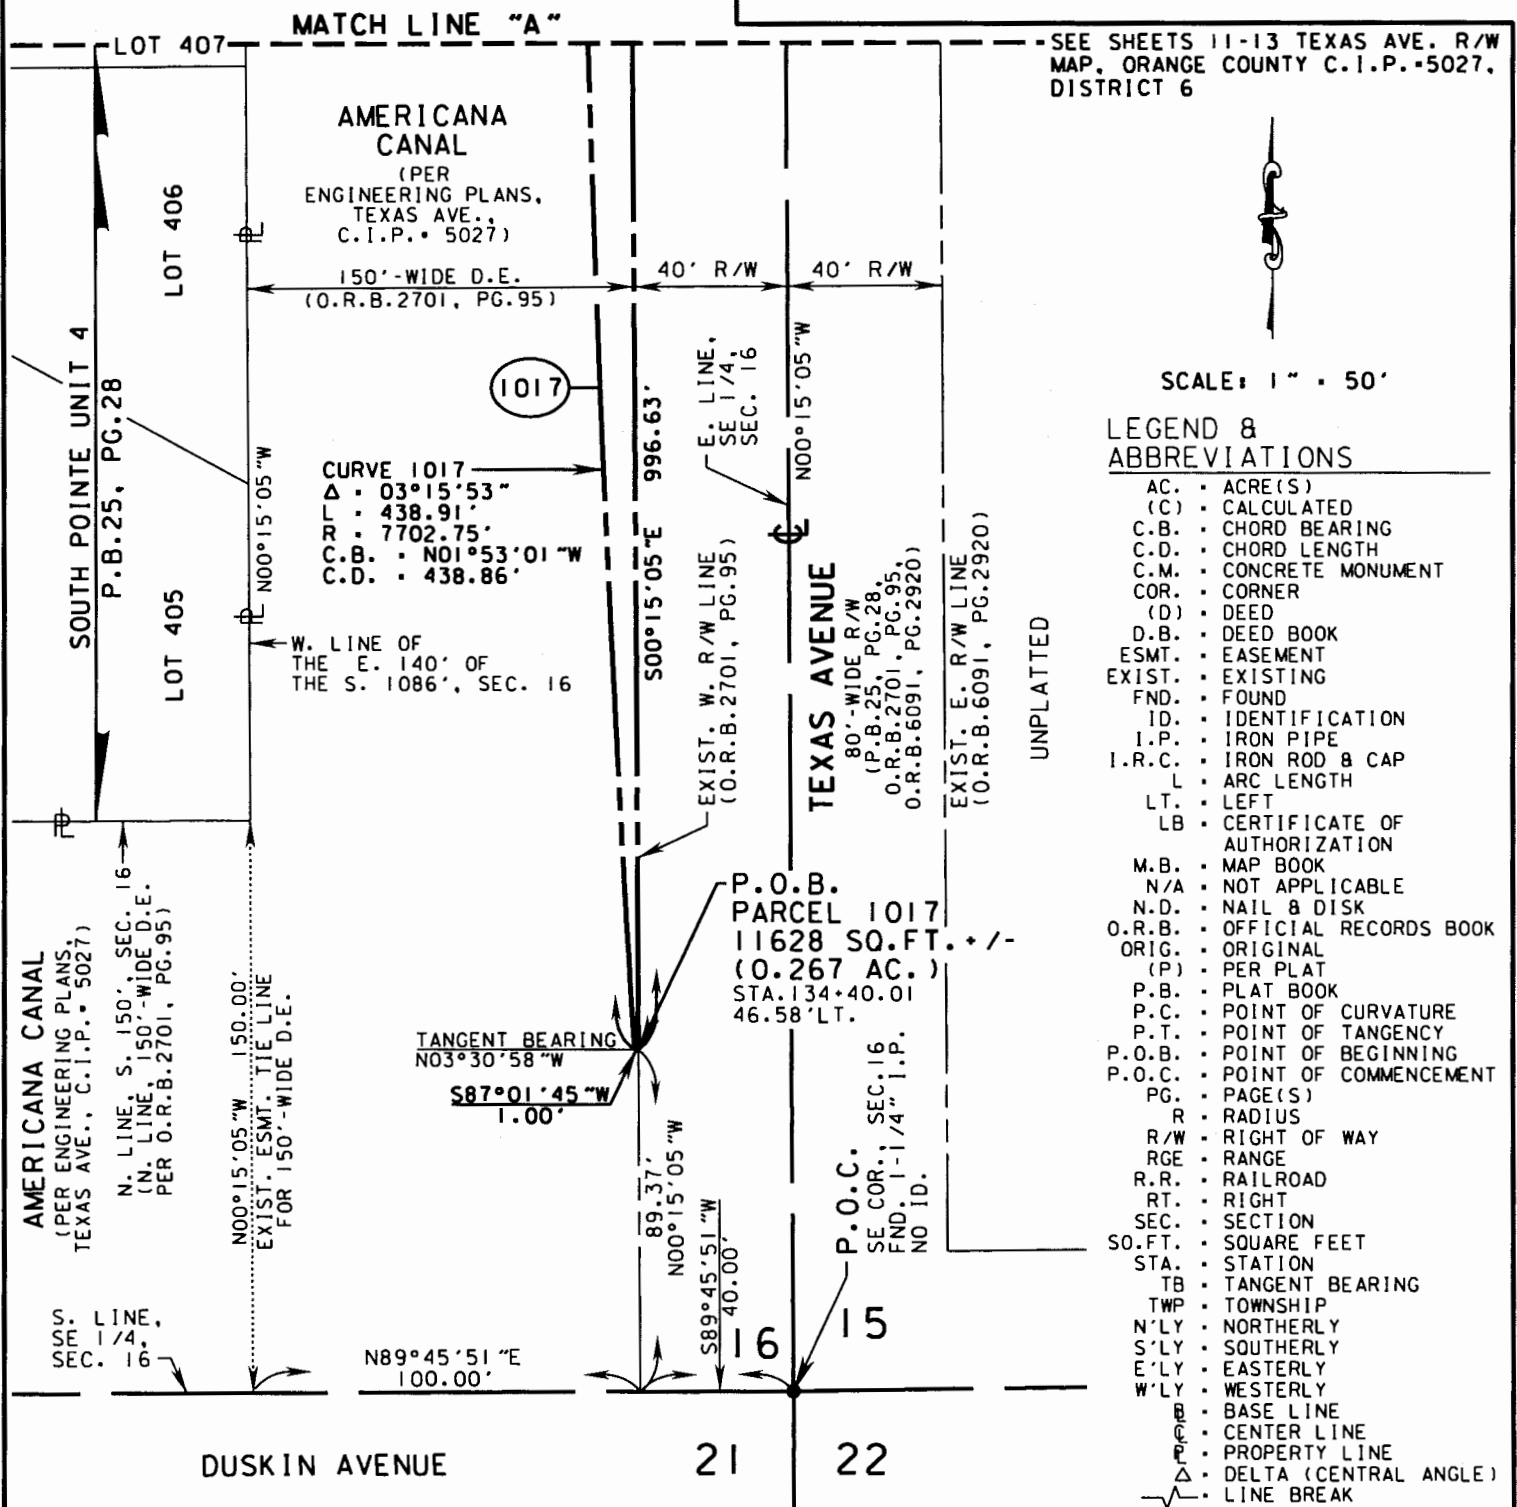 MATCH LINE "A"
LOT 407
SEE SHEETS 11-13 TEXAS AVE. R/W
MAP, ORANGE COUNTY C.I.P.=5027,
DISTRICT 6
AMERICANA
CANAL
(PER
ENGINEERING PLANS,
TEXAS AVE.,
C.I.P.= 5027)
LOT 406
150'-WIDE D.E.
(O.R.B.2701, PG.95)
40' R/W
40' R/W
SOUTH POINTE UNIT 4
P.B.25, PG.28
1017
996.63'
S00°15'05"E
E. LINE,
SE 1/4,
SEC. 16
N00°15'05"W
SCALE: 1" = 50'
N00°15'05"W
CURVE 1017
Δ = 03°15'53"
L = 438.91'
R = 7702.75'
C.B. = N01°53'01"W
C.D. = 438.86'
LOT 405
W. LINE OF
THE E. 140' OF
THE S. 1086', SEC. 16
EXIST. W. R/W LINE
(O.R.B.2701, PG.95)
TEXAS AVENUE
80'-WIDE R/W
(P.B.25, PG.28,
O.R.B.2701, PG.95,
O.R.B.6091, PG.2920)
EXIST. E. R/W LINE
(O.R.B.6091, PG.2920)
UNPLATTED
P.O.B.
PARCEL 1017
11628 SQ.FT.+/-
(0.267 AC.)
STA.134+40.01
46.58'LT.
TANGENT BEARING
N03°30'58"W
S87°01'45"W
1.00'
AMERICANA CANAL
(PER ENGINEERING PLANS,
TEXAS AVE., C.I.P.= 5027)
N. LINE, S. 150', SEC. 16
(N. LINE, 150'-WIDE D.E.
PER O.R.B.2701, PG.95)
N00°15'05"W 150.00'
EXIST. ESMT. TIE LINE
FOR 150'-WIDE D.E.
89.37'
N00°15'05"W
S89°45'51"W
40.00'
P.O.C.
SE COR., SEC.16
FND. 1-1/4" I.P.
NO ID.
S. LINE,
SE 1/4,
SEC. 16
N89°45'51"E
100.00'
16
15
DUSKIN AVENUE
21
22
LEGEND &
ABBREVIATIONS
AC. = ACRE(S)
(C) = CALCULATED
C.B. = CHORD BEARING
C.D. = CHORD LENGTH
C.M. = CONCRETE MONUMENT
COR. = CORNER
(D) = DEED
D.B. = DEED BOOK
ESMT. = EASEMENT
EXIST. = EXISTING
FND. = FOUND
ID. = IDENTIFICATION
I.P. = IRON PIPE
I.R.C. = IRON ROD & CAP
L = ARC LENGTH
LT. = LEFT
LB = CERTIFICATE OF
AUTHORIZATION
M.B. = MAP BOOK
N/A = NOT APPLICABLE
N.D. = NAIL & DISK
O.R.B. = OFFICIAL RECORDS BOOK
ORIG. = ORIGINAL
(P) = PER PLAT
P.B. = PLAT BOOK
P.C. = POINT OF CURVATURE
P.T. = POINT OF TANGENCY
P.O.B. = POINT OF BEGINNING
P.O.C. = POINT OF COMMENCEMENT
PG. = PAGE(S)
R = RADIUS
R/W = RIGHT OF WAY
RGE = RANGE
R.R. = RAILROAD
RT. = RIGHT
SEC. = SECTION
SQ.FT. = SQUARE FEET
STA. = STATION
TB = TANGENT BEARING
TWP = TOWNSHIP
N'LY = NORTHERLY
S'LY = SOUTHERLY
E'LY = EASTERLY
W'LY = WESTERLY
BL = BASE LINE
CL = CENTER LINE
PL = PROPERTY LINE
Δ = DELTA (CENTRAL ANGLE)
= LINE BREAK